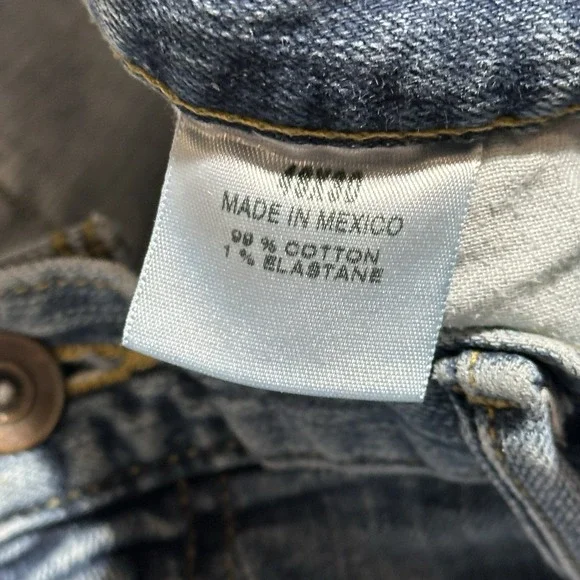 MADE IN MEXICO
99 % COTTON
1 % ELASTANE